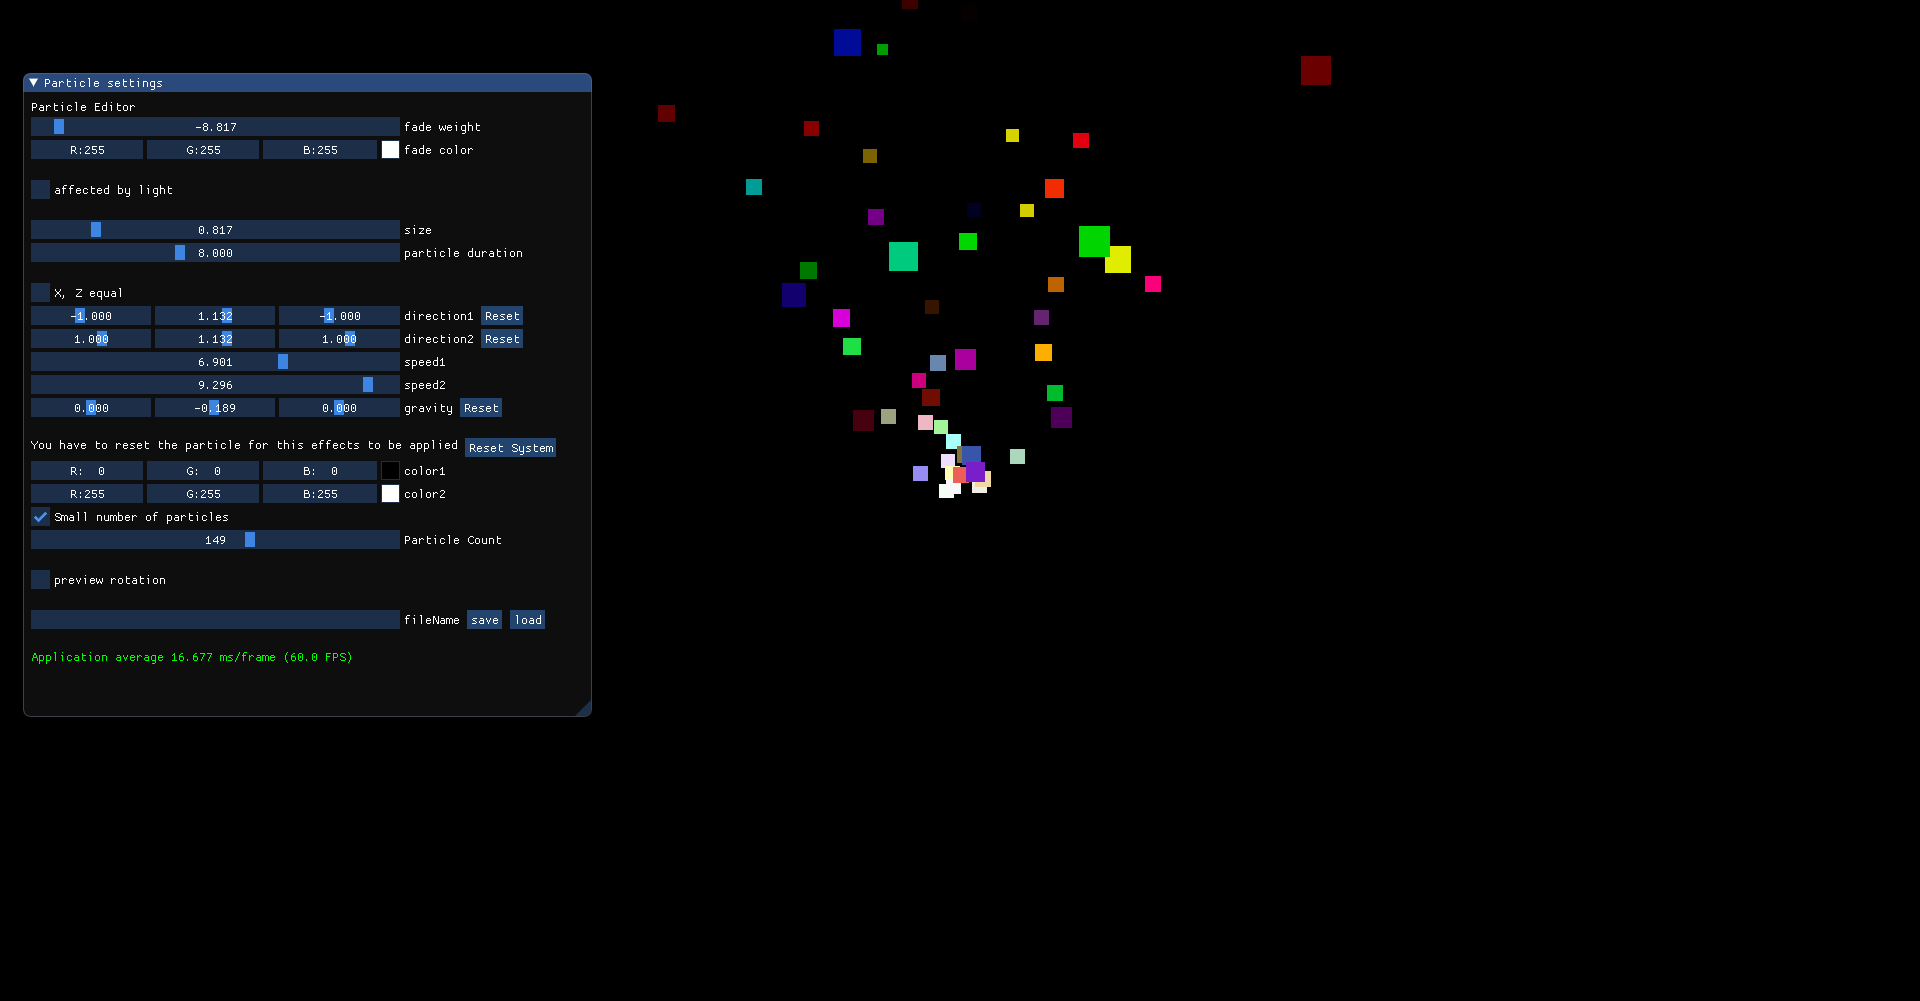 Particle settings
Particle Editor
-8.817 fade weight
R:255 G:255 B:255 fade color
affected by light
0.817 size
8.000 particle duration
X, Z equal
-1.000 1.132 -1.000 direction1 Reset
1.000 1.132 1.000 direction2 Reset
6.901 speed1
9.296 speed2
0.000 -0.189 0.000 gravity Reset
You have to reset the particle for this effects to be applied Reset System
R: 0 G: 0 B: 0 color1
R:255 G:255 B:255 color2
Small number of particles
149 Particle Count
preview rotation
fileName save load
Application average 16.677 ms/frame (60.0 FPS)